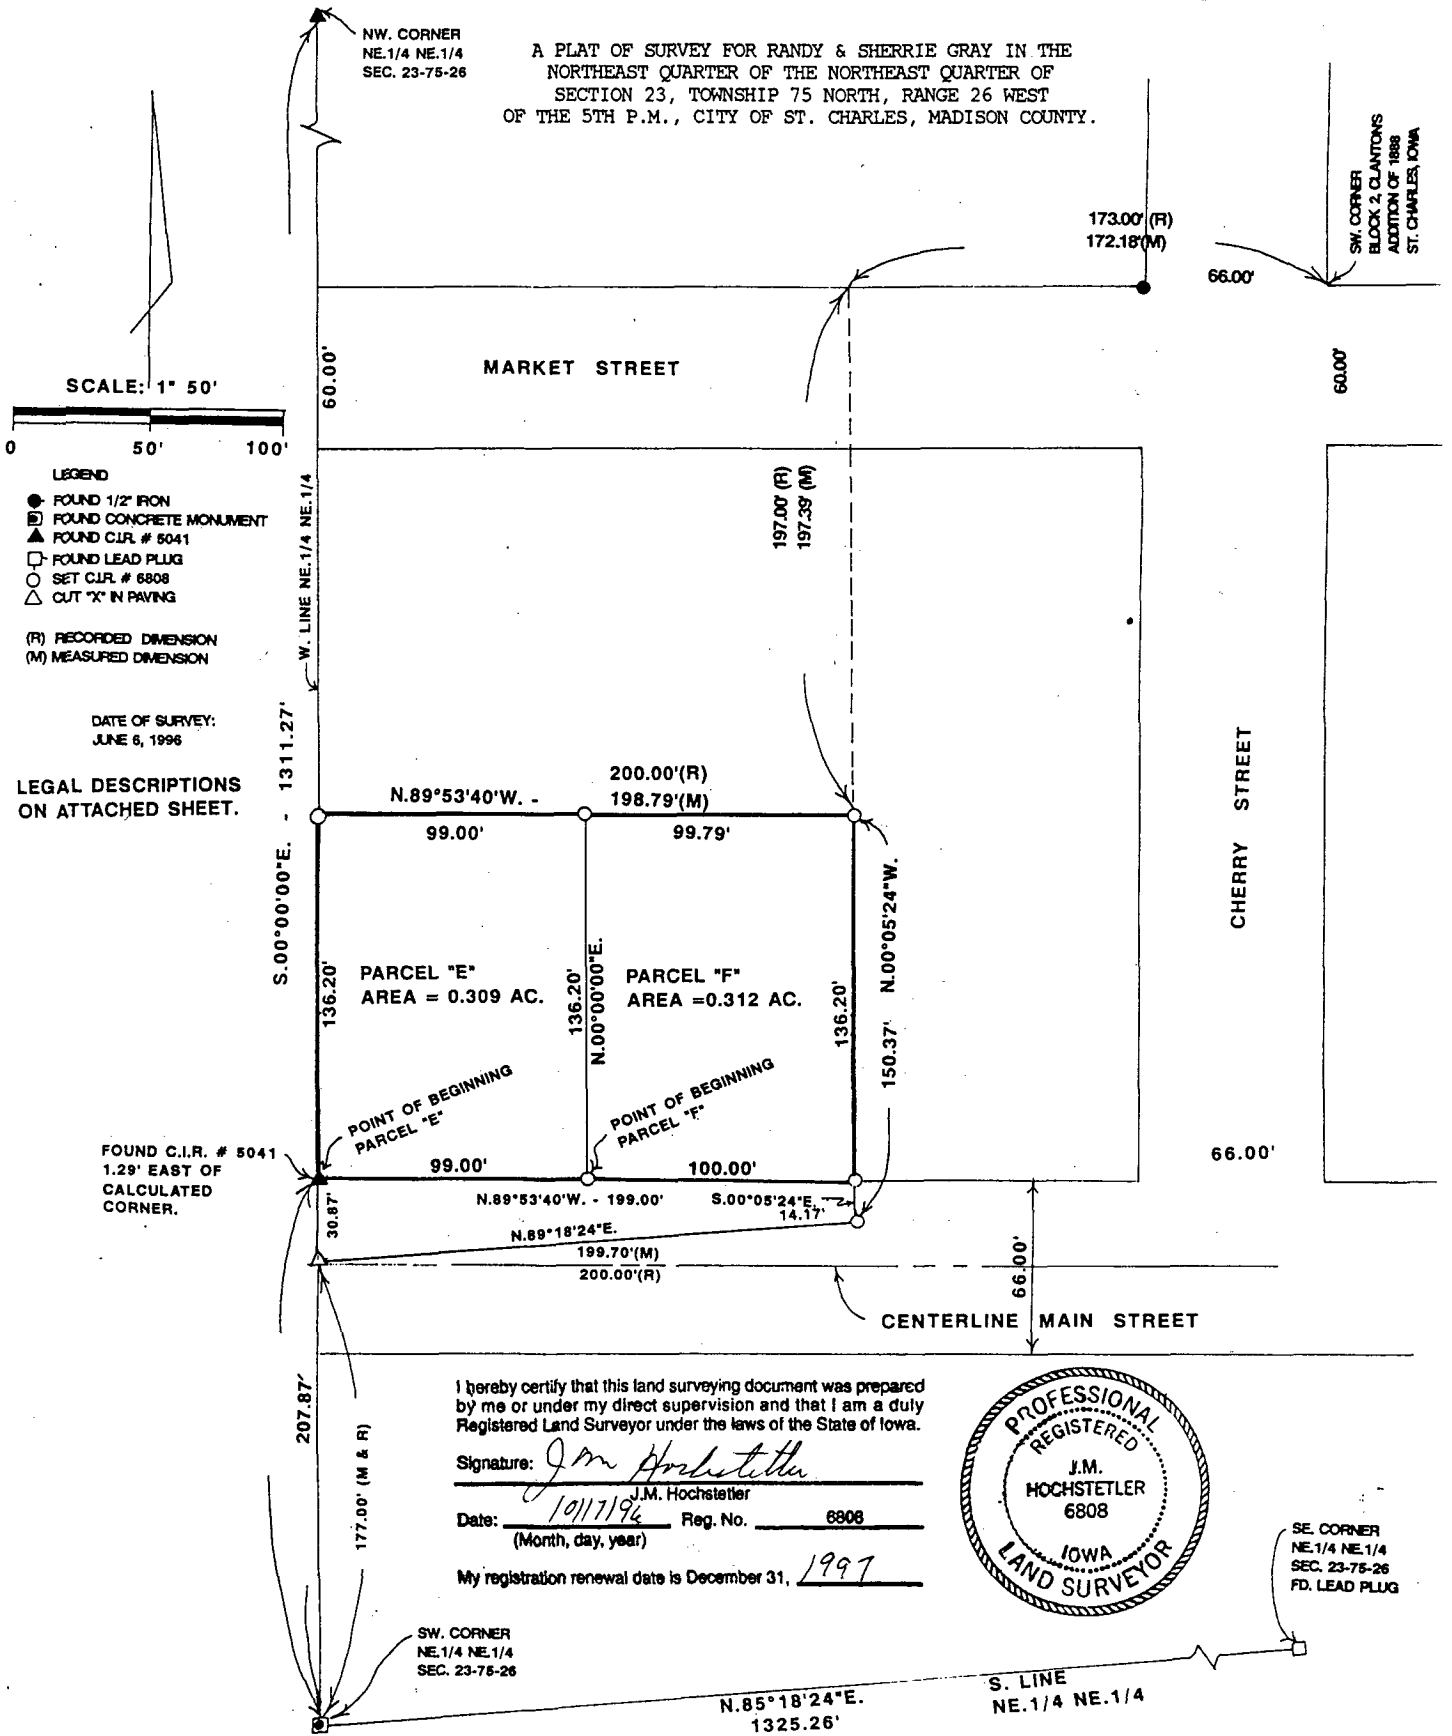 NW. CORNER
NE.1/4 NE.1/4
SEC. 23-75-26
A PLAT OF SURVEY FOR RANDY & SHERRIE GRAY IN THE
NORTHEAST QUARTER OF THE NORTHEAST QUARTER OF
SECTION 23, TOWNSHIP 75 NORTH, RANGE 26 WEST
OF THE 5TH P.M., CITY OF ST. CHARLES, MADISON COUNTY.
SW. CORNER
BLOCK 2, CLANTONS
ADDITION OF 1888
ST. CHARLES, IOWA
173.00' (R)
172.18'(M)
66.00'
60.00'
MARKET STREET
60.00'
SCALE: 1" 50'
0 50' 100'
LEGEND
FOUND 1/2" IRON
FOUND CONCRETE MONUMENT
FOUND C.I.R. # 5041
FOUND LEAD PLUG
SET C.I.R. # 6808
CUT "X" IN PAVING
(R) RECORDED DIMENSION
(M) MEASURED DIMENSION
W. LINE NE.1/4 NE.1/4
197.00' (R)
197.39' (M)
DATE OF SURVEY:
JUNE 6, 1996
LEGAL DESCRIPTIONS
ON ATTACHED SHEET.
S.00°00'00"E. - 1311.27'
200.00'(R)
N.89°53'40"W. - 198.79'(M)
99.00' 99.79'
CHERRY STREET
136.20'
PARCEL "E"
AREA = 0.309 AC.
136.20'
N.00°00'00"E.
PARCEL "F"
AREA =0.312 AC.
136.20'
150.37' N.00°05'24"W.
POINT OF BEGINNING
PARCEL "E"
POINT OF BEGINNING
PARCEL "F"
FOUND C.I.R. # 5041
1.29' EAST OF
CALCULATED
CORNER.
99.00' 100.00'
66.00'
30.87'
N.89°53'40"W. - 199.00'
S.00°05'24"E.
14.17'
N.89°18'24"E.
199.70'(M)
200.00'(R)
66.00'
CENTERLINE MAIN STREET
207.87'
177.00' (M & R)
I hereby certify that this land surveying document was prepared
by me or under my direct supervision and that I am a duly
Registered Land Surveyor under the laws of the State of Iowa.
Signature: J M Hochstetler
J.M. Hochstetler
Date: 10/17/96 Reg. No. 6808
(Month, day, year)
My registration renewal date is December 31, 1997
PROFESSIONAL
REGISTERED
J.M.
HOCHSTETLER
6808
IOWA
LAND SURVEYOR
SE. CORNER
NE.1/4 NE.1/4
SEC. 23-75-26
FD. LEAD PLUG
SW. CORNER
NE.1/4 NE.1/4
SEC. 23-75-26
N.85°18'24"E.
1325.26'
S. LINE
NE.1/4 NE.1/4